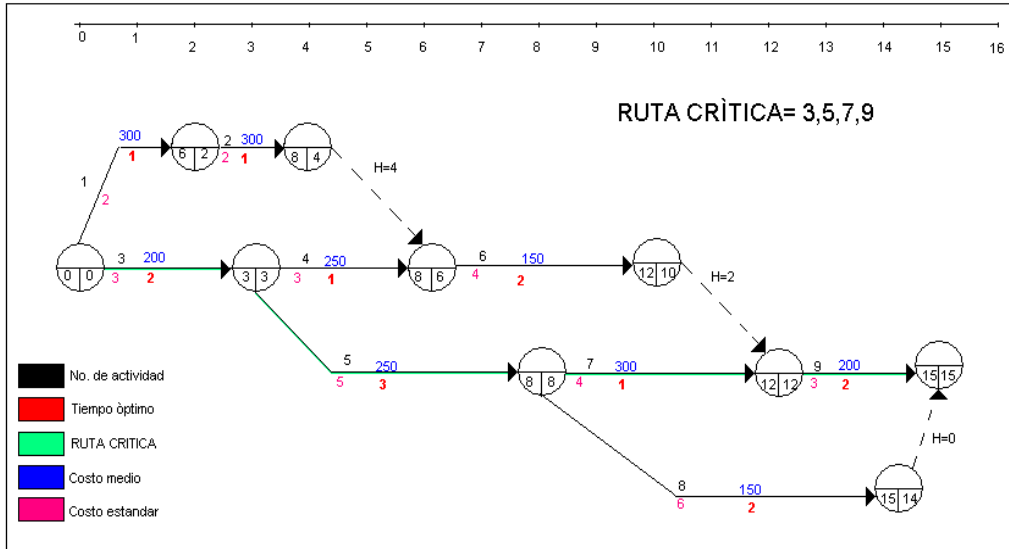 0 1 2 3 4 5 6 7 8 9 10 11 12 13 14 15 16
RUTA CRÌTICA= 3,5,7,9
300 2 300
6 2 2 8 4
1 1
1 H=4
2
3 200 4 250 6 150
0 0 3 3 3 3 8 6 4 12 10
2 1 2
H=2
5 250 7 300 9 200
5 8 8 4 12 12 3 15 15
3 1 2
No. de actividad
Tiempo òptimo
RUTA CRITICA
H=0
Costo medio
8 150
6 15 14
2
Costo estandar